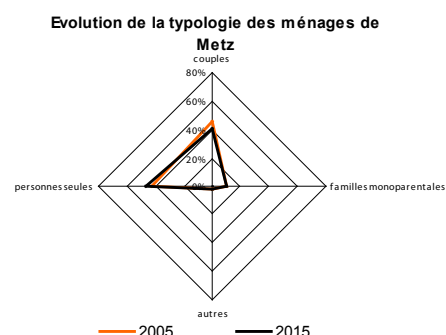 Evolution de la typologie des ménages de
Metz
couples
80%
60%
40%
20%
0%
personnes seules
familles monoparentales
autres
2005
2015